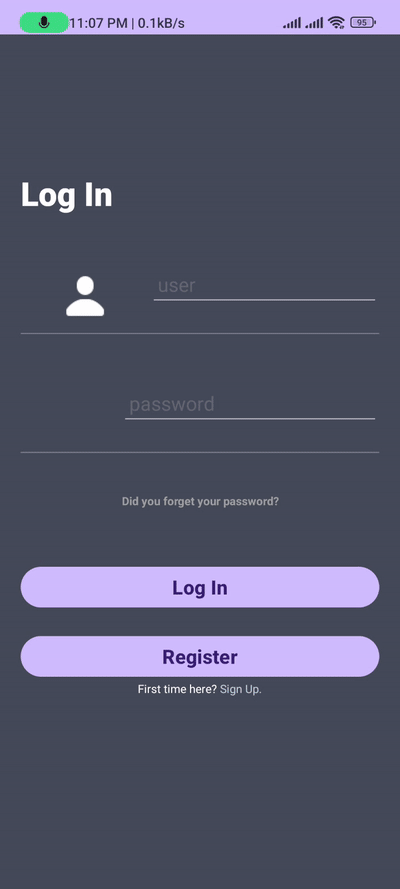 11:07 PM | 0.1kB/s 95
Log In
user
password
Did you forget your password?
Log In
Register
First time here? Sign Up.